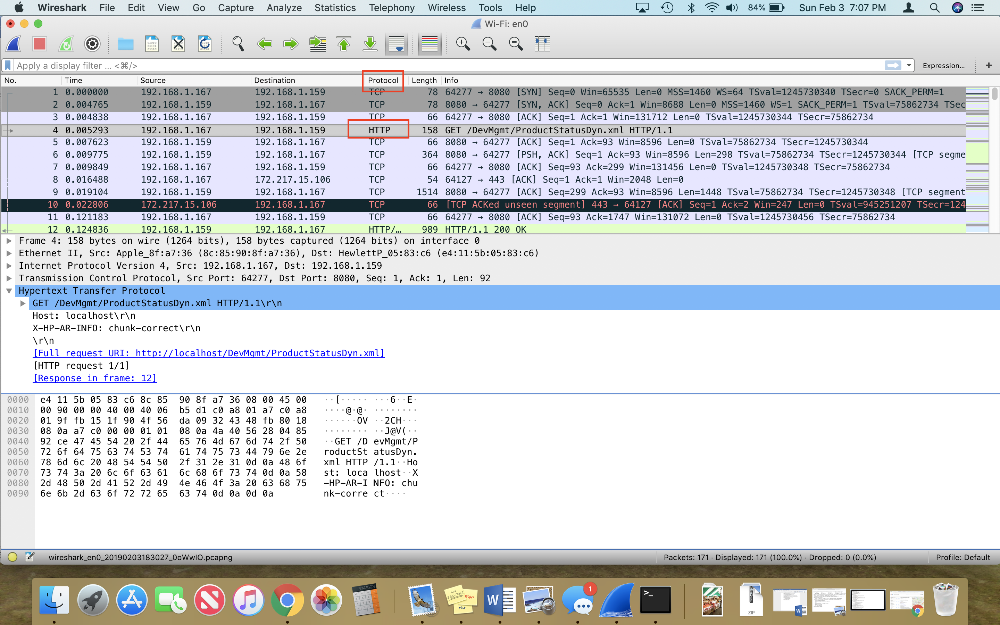 Wireshark File Edit View Go Capture Analyze Statistics Telephony Wireless Tools Help 84% Sun Feb 3 7:07 PM
Wi-Fi: en0
Apply a display filter ... <⌘/> Expression... +
No. Time Source Destination Protocol Length Info
1 0.000000 192.168.1.167 192.168.1.159 TCP 78 64277 → 8080 [SYN] Seq=0 Win=65535 Len=0 MSS=1460 WS=64 TSval=1245730340 TSecr=0 SACK_PERM=1
2 0.004765 192.168.1.159 192.168.1.167 TCP 78 8080 → 64277 [SYN, ACK] Seq=0 Ack=1 Win=8688 Len=0 MSS=1460 WS=1 SACK_PERM=1 TSval=75862734 TSec
3 0.004838 192.168.1.167 192.168.1.159 TCP 66 64277 → 8080 [ACK] Seq=1 Ack=1 Win=131712 Len=0 TSval=1245730344 TSecr=75862734
4 0.005293 192.168.1.167 192.168.1.159 HTTP 158 GET /DevMgmt/ProductStatusDyn.xml HTTP/1.1
5 0.007623 192.168.1.159 192.168.1.167 TCP 66 8080 → 64277 [ACK] Seq=1 Ack=93 Win=8596 Len=0 TSval=75862734 TSecr=1245730344
6 0.009775 192.168.1.159 192.168.1.167 TCP 364 8080 → 64277 [PSH, ACK] Seq=1 Ack=93 Win=8596 Len=298 TSval=75862734 TSecr=1245730344 [TCP segme
7 0.009849 192.168.1.167 192.168.1.159 TCP 66 64277 → 8080 [ACK] Seq=93 Ack=299 Win=131456 Len=0 TSval=1245730348 TSecr=75862734
8 0.016488 192.168.1.167 172.217.15.106 TCP 54 64127 → 443 [ACK] Seq=1 Ack=1 Win=2048 Len=0
9 0.019104 192.168.1.159 192.168.1.167 TCP 1514 8080 → 64277 [ACK] Seq=299 Ack=93 Win=8596 Len=1448 TSval=75862734 TSecr=1245730348 [TCP segment
10 0.022806 172.217.15.106 192.168.1.167 TCP 66 [TCP ACKed unseen segment] 443 → 64127 [ACK] Seq=1 Ack=2 Win=247 Len=0 TSval=945251207 TSecr=124
11 0.121183 192.168.1.167 192.168.1.159 TCP 66 64277 → 8080 [ACK] Seq=93 Ack=1747 Win=131072 Len=0 TSval=1245730456 TSecr=75862734
12 0.124836 192.168.1.159 192.168.1.167 HTTP/… 989 HTTP/1.1 200 OK
Frame 4: 158 bytes on wire (1264 bits), 158 bytes captured (1264 bits) on interface 0
Ethernet II, Src: Apple_8f:a7:36 (8c:85:90:8f:a7:36), Dst: HewlettP_05:83:c6 (e4:11:5b:05:83:c6)
Internet Protocol Version 4, Src: 192.168.1.167, Dst: 192.168.1.159
Transmission Control Protocol, Src Port: 64277, Dst Port: 8080, Seq: 1, Ack: 1, Len: 92
Hypertext Transfer Protocol
GET /DevMgmt/ProductStatusDyn.xml HTTP/1.1\r\n
Host: localhost\r\n
X-HP-AR-INFO: chunk-correct\r\n
\r\n
[Full request URI: http://localhost/DevMgmt/ProductStatusDyn.xml]
[HTTP request 1/1]
[Response in frame: 12]
0000 e4 11 5b 05 83 c6 8c 85 90 8f a7 36 08 00 45 00 ··[····· ···6··E·
0010 00 90 00 00 40 00 40 06 b5 d1 c0 a8 01 a7 c0 a8 ····@·@· ········
0020 01 9f fb 15 1f 90 4f 56 da 09 32 43 48 fb 80 18 ······OV ··2CH···
0030 08 0a a7 c0 00 00 01 01 08 0a 4a 40 56 28 04 85 ········ ··J@V(··
0040 92 ce 47 45 54 20 2f 44 65 76 4d 67 6d 74 2f 50 ··GET /D evMgmt/P
0050 72 6f 64 75 63 74 53 74 61 74 75 73 44 79 6e 2e roductSt atusDyn.
0060 78 6d 6c 20 48 54 54 50 2f 31 2e 31 0d 0a 48 6f xml HTTP /1.1··Ho
0070 73 74 3a 20 6c 6f 63 61 6c 68 6f 73 74 0d 0a 58 st: loca lhost··X
0080 2d 48 50 2d 41 52 2d 49 4e 46 4f 3a 20 63 68 75 -HP-AR-I NFO: chu
0090 6e 6b 2d 63 6f 72 72 65 63 74 0d 0a 0d 0a nk-corre ct····
wireshark_en0_20190203183027_0oWwIO.pcapng Packets: 171 · Displayed: 171 (100.0%) · Dropped: 0 (0.0%) Profile: Default
3.141593
W
1
>_
ZIP